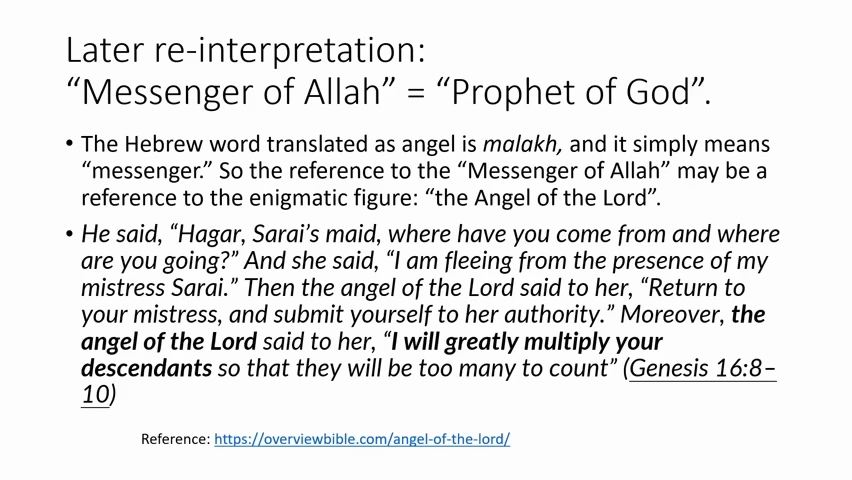 Later re-interpretation:
“Messenger of Allah” = “Prophet of God”.
• The Hebrew word translated as angel is malakh, and it simply means
“messenger.” So the reference to the “Messenger of Allah” may be a
reference to the enigmatic figure: “the Angel of the Lord”.
• He said, “Hagar, Sarai’s maid, where have you come from and where
are you going?” And she said, “I am fleeing from the presence of my
mistress Sarai.” Then the angel of the Lord said to her, “Return to
your mistress, and submit yourself to her authority.” Moreover, the
angel of the Lord said to her, “I will greatly multiply your
descendants so that they will be too many to count” (Genesis 16:8–
10)
Reference: https://overviewbible.com/angel-of-the-lord/